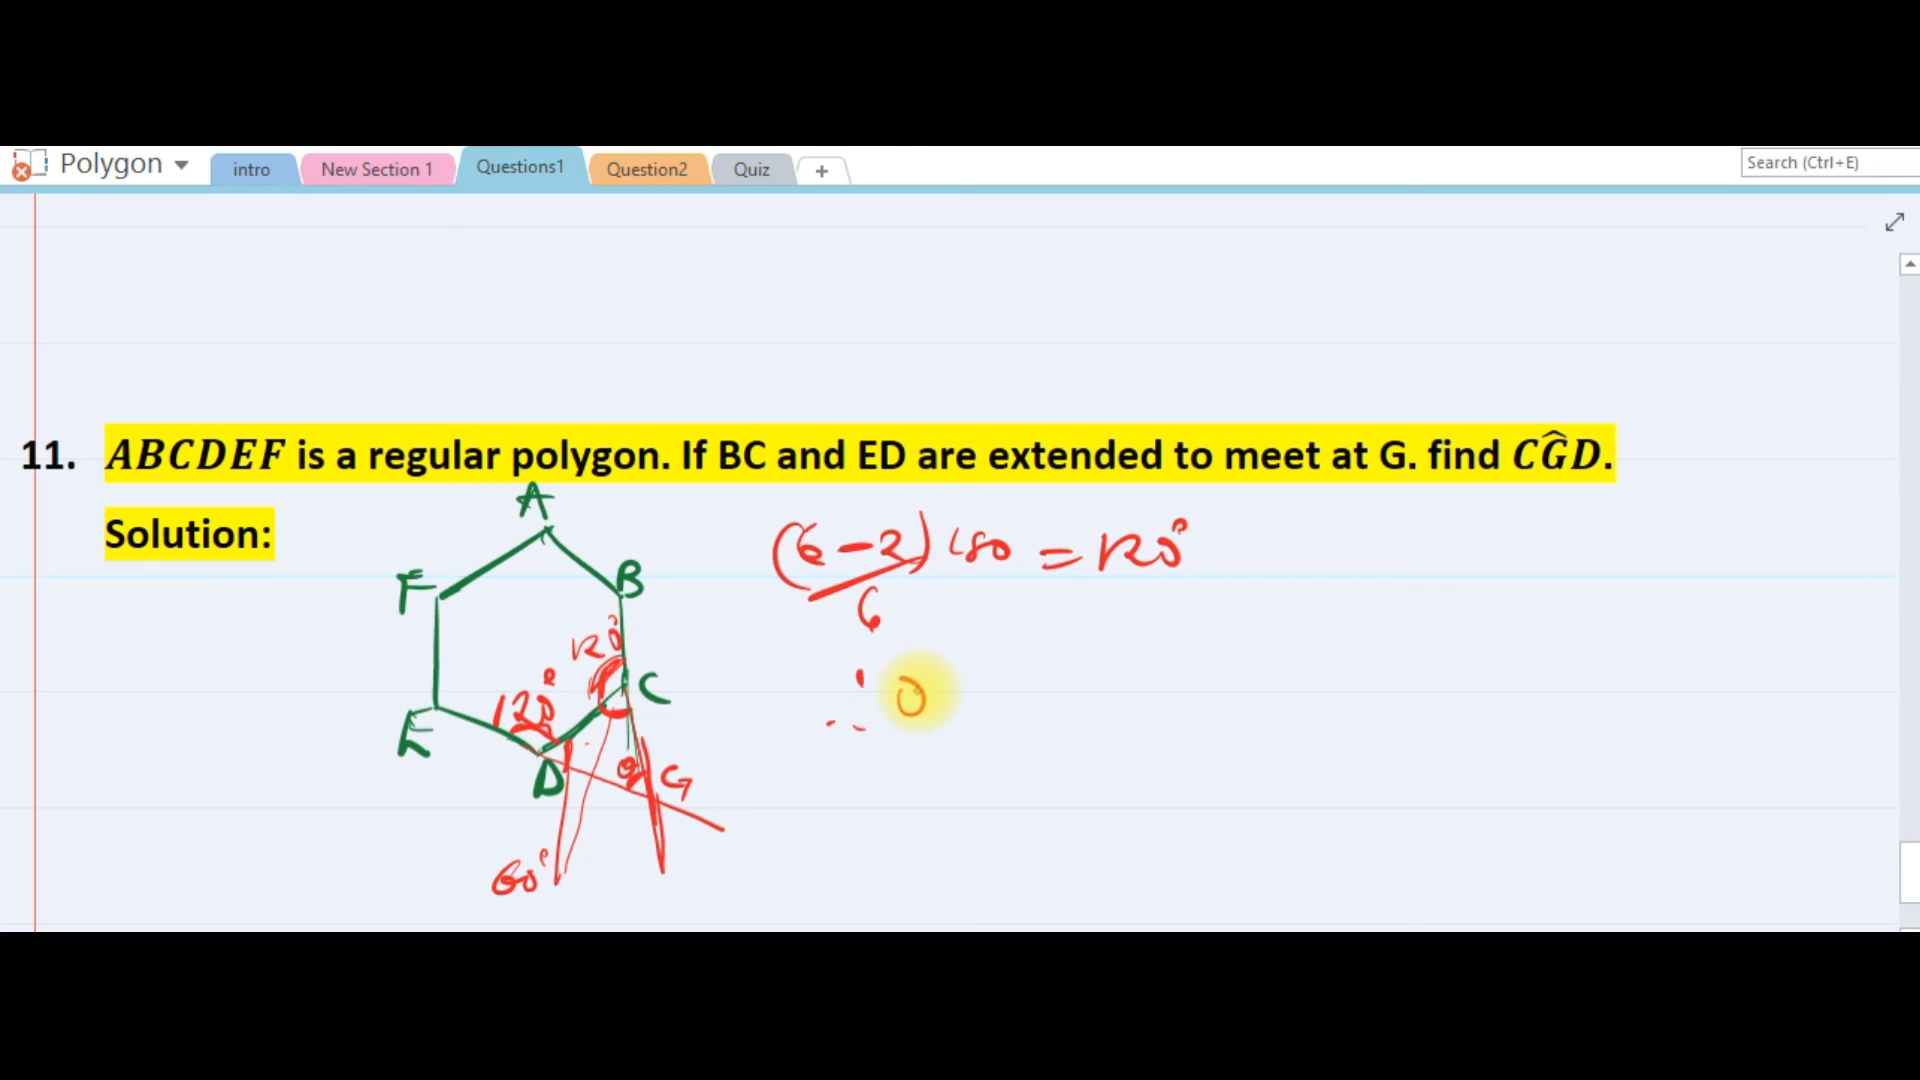 Polygon intro New Section 1 Questions1 Question2 Quiz + Search (Ctrl+E)
11. ABCDEF is a regular polygon. If BC and ED are extended to meet at G. find CĜD.
Solution:
A
(6-2)180 = 120°
6
F
B
120°
C
120°
∴ θ
E
D
θ G
60°